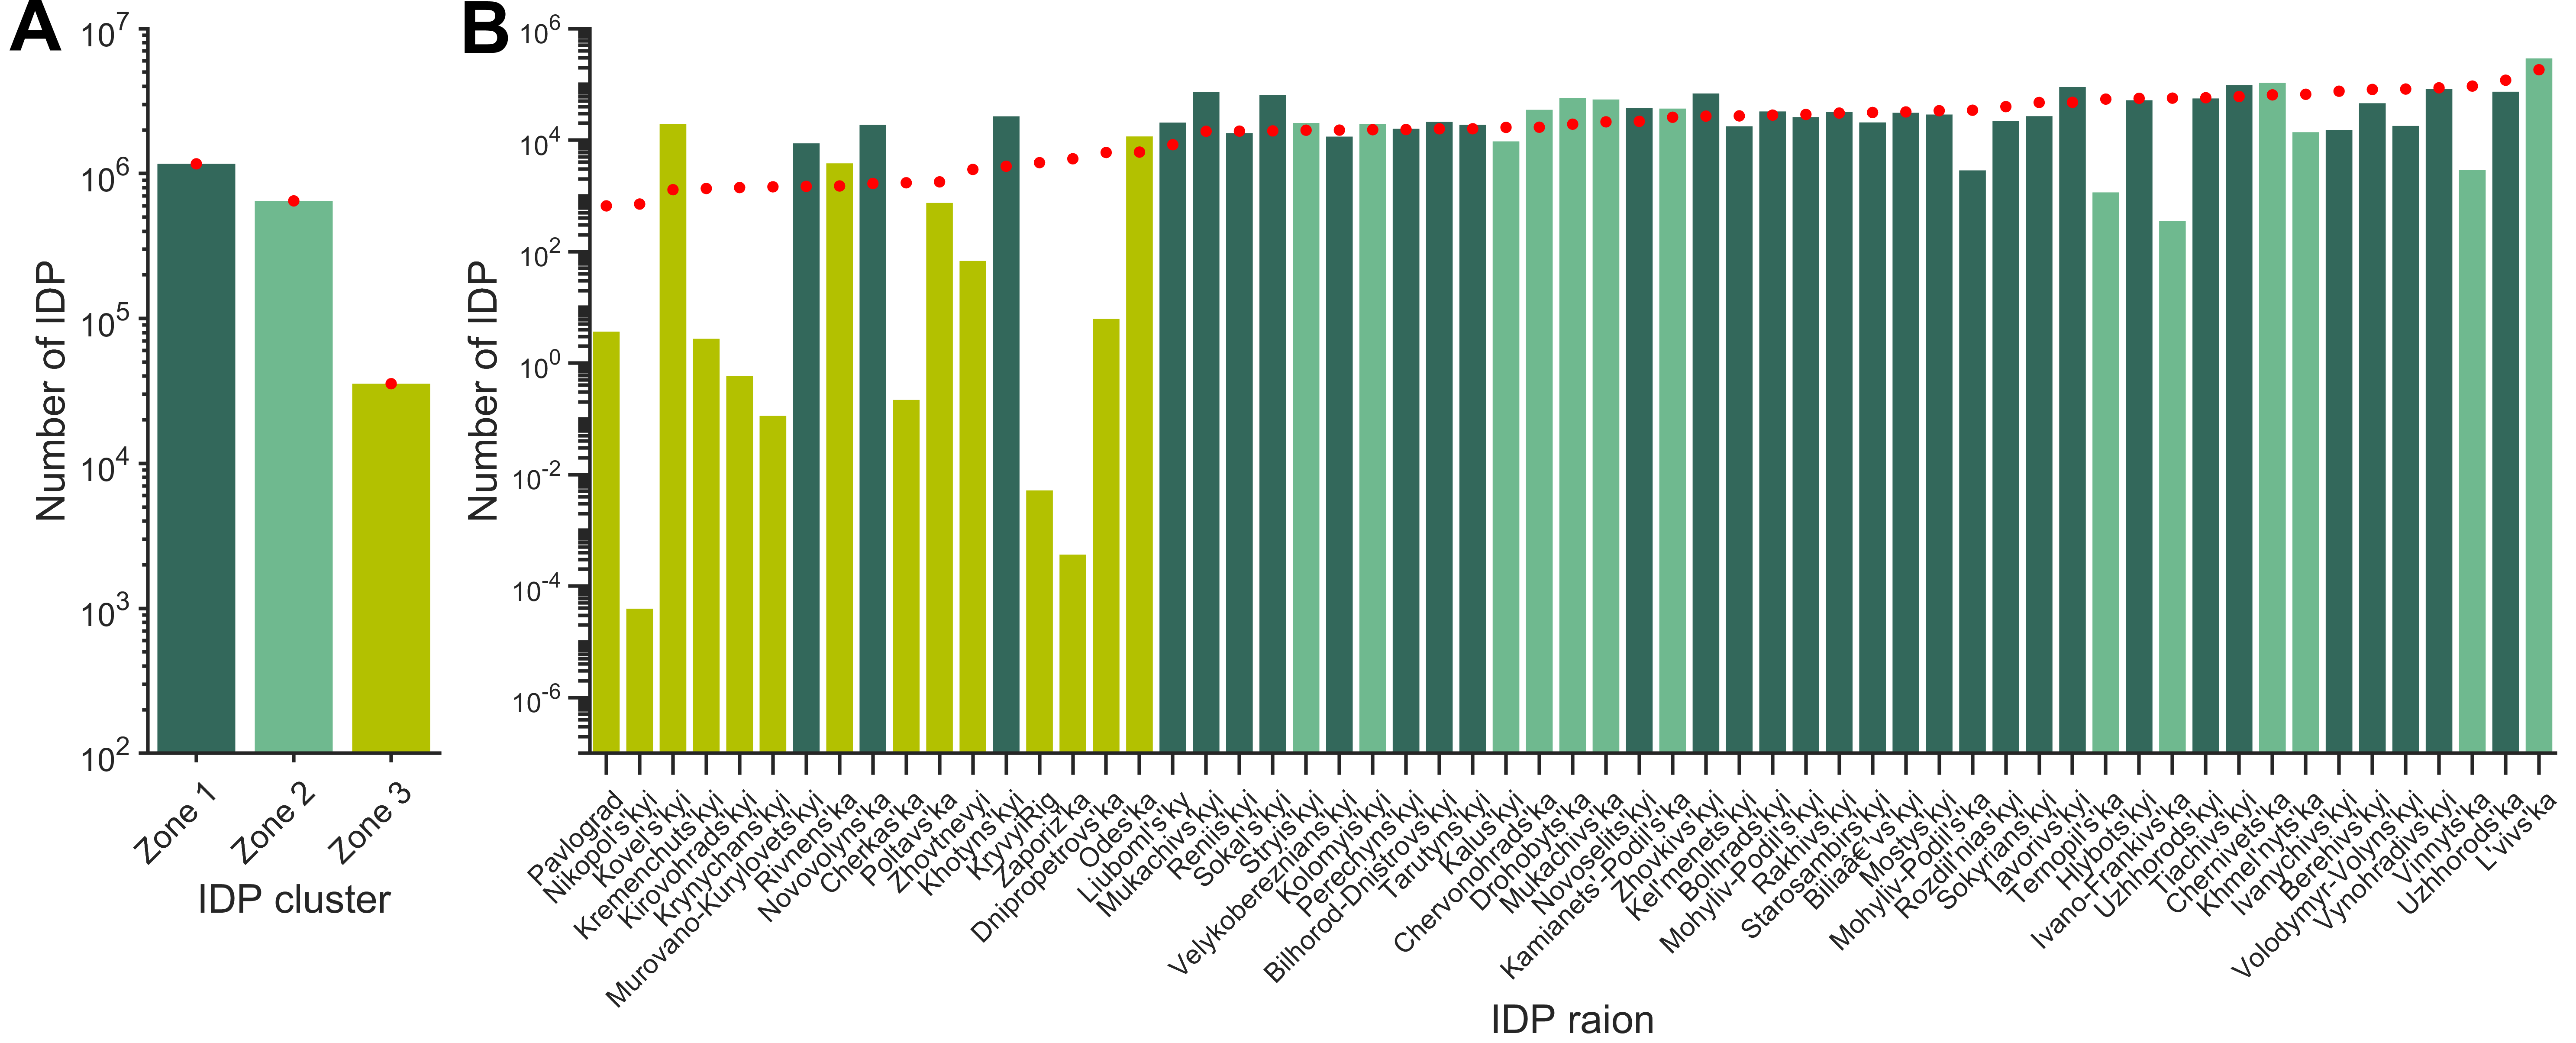 A
10^7
10^6
10^5
10^4
10^3
10^2
Number of IDP
Zone 1
Zone 2
Zone 3
IDP cluster
B
10^6
10^4
10^2
10^0
10^-2
10^-4
10^-6
Number of IDP
Pavlograd
Nikopol's'kyi
Kovel's'kyi
Kremenchuts'kyi
Kirovohrads'kyi
Krynychans'kyi
Murovano-Kurylovets'kyi
Rivnens'ka
Novovolyns'ka
Cherkas'ka
Poltavs'ka
Zhovtnevyi
Khotyns'kyi
KryvyiRig
Zaporiz'ka
Dnipropetrovs'ka
Odes'ka
Liuboml's'ky
Mukachivs'kyi
Reniis'kyi
Sokal's'kyi
Stryis'kyi
Velykobereznians'kyi
Kolomyis'kyi
Perechyns'kyi
Bilhorod-Dnistrovs'kyi
Tarutyns'kyi
Kalus'kyi
Chervonohrads'ka
Drohobyts'ka
Mukachivs'ka
Novoselits'kyi
Kamianets'-Podil's'ka
Zhovkivs'kyi
Kel'menets'kyi
Bolhrads'kyi
Mohyliv-Podil's'kyi
Rakhivs'kyi
Starosambirs'kyi
Biliaâ€'vs'kyi
Mostys'kyi
Mohyliv-Podil's'ka
Rozdil'nias'kyi
Sokyrians'kyi
Iavorivs'kyi
Ternopil's'ka
Hlybots'kyi
Ivano-Frankivs'ka
Uzhhorods'kyi
Tiachivs'kyi
Chernivets'ka
Khmel'nyts'ka
Ivanychivs'kyi
Berehivs'kyi
Volodymyr-Volyns'kyi
Vynohradivs'kyi
Vinnyts'ka
Uzhhorods'ka
L'vivs'ka
IDP raion